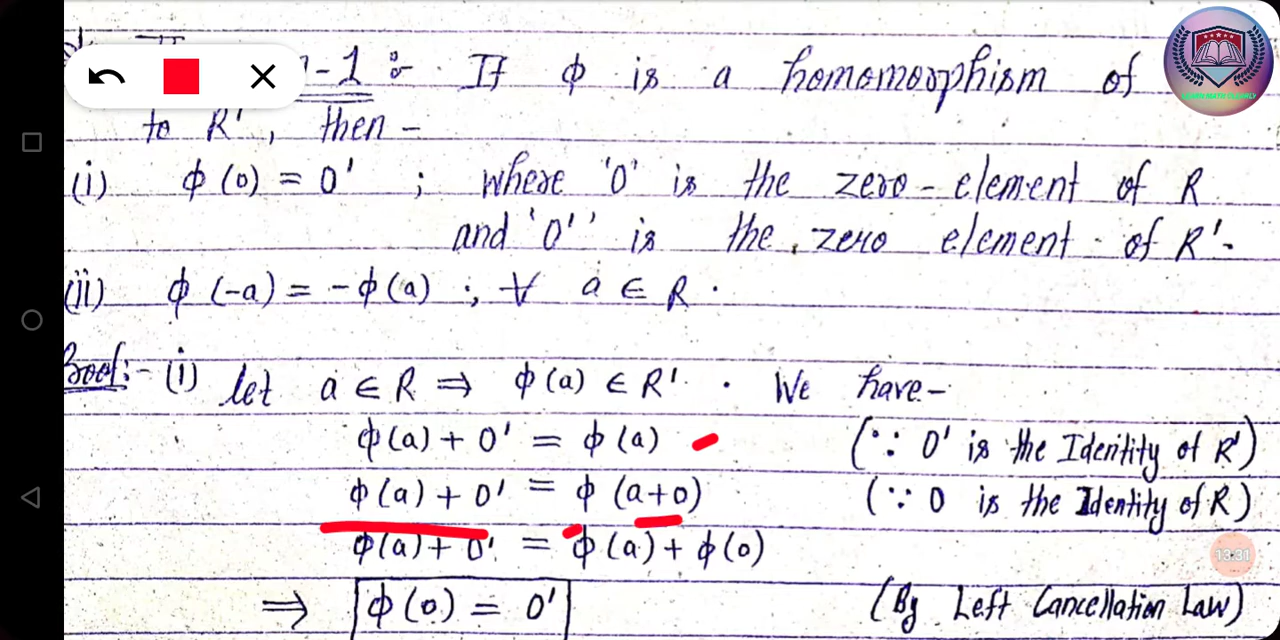 -1 :- If ϕ is a homomorphism of
to R', then -
(i) ϕ(0) = 0' ; where '0' is the zero-element of R
and '0'' is the zero element of R'.
(ii) ϕ(-a) = -ϕ(a) ; ∀ a ∈ R.
Proof:- (i) let a ∈ R ⇒ ϕ(a) ∈ R'. We have-
ϕ(a) + 0' = ϕ(a) (∵ 0' is the Identity of R')
ϕ(a) + 0' = ϕ(a+0) (∵ 0 is the Identity of R)
ϕ(a) + 0' = ϕ(a) + ϕ(0)
⇒ ϕ(0) = 0' (By Left Cancellation Law)
13:31